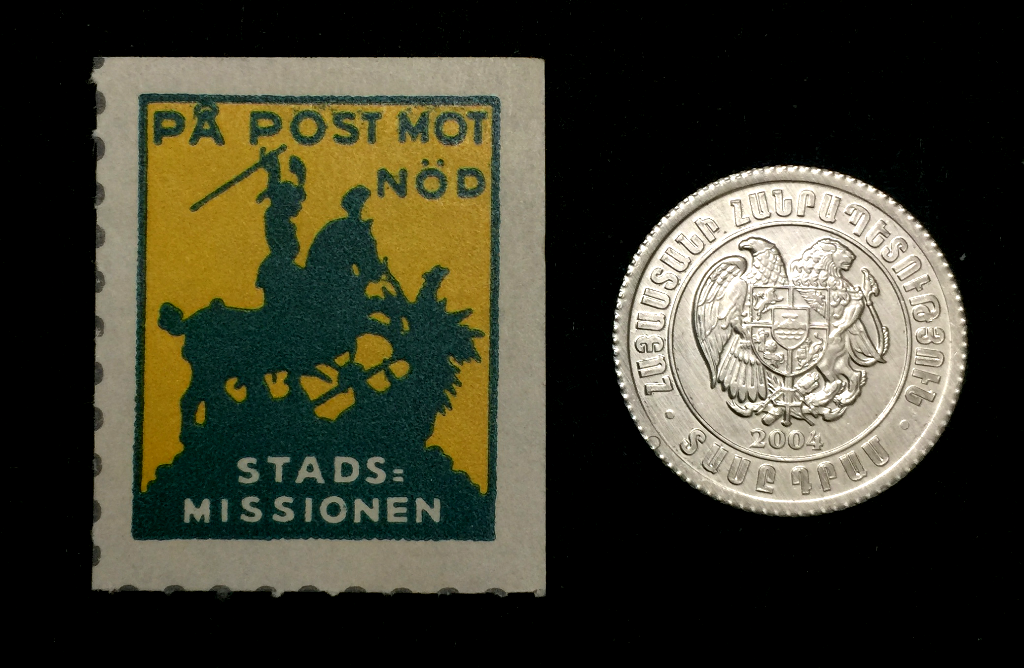 PÅ POST MOT
NÖD
STADS=
MISSIONEN
ՀԱՅԱՍՏԱՆԻ ՀԱՆՐԱՊԵՏՈՒԹՅՈՒՆ
2004
ՏԱՍԸ ԴՐԱՄ